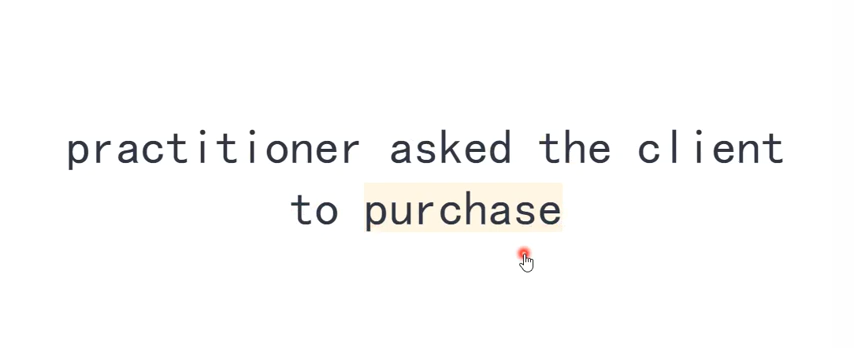 practitioner asked the client
to purchase